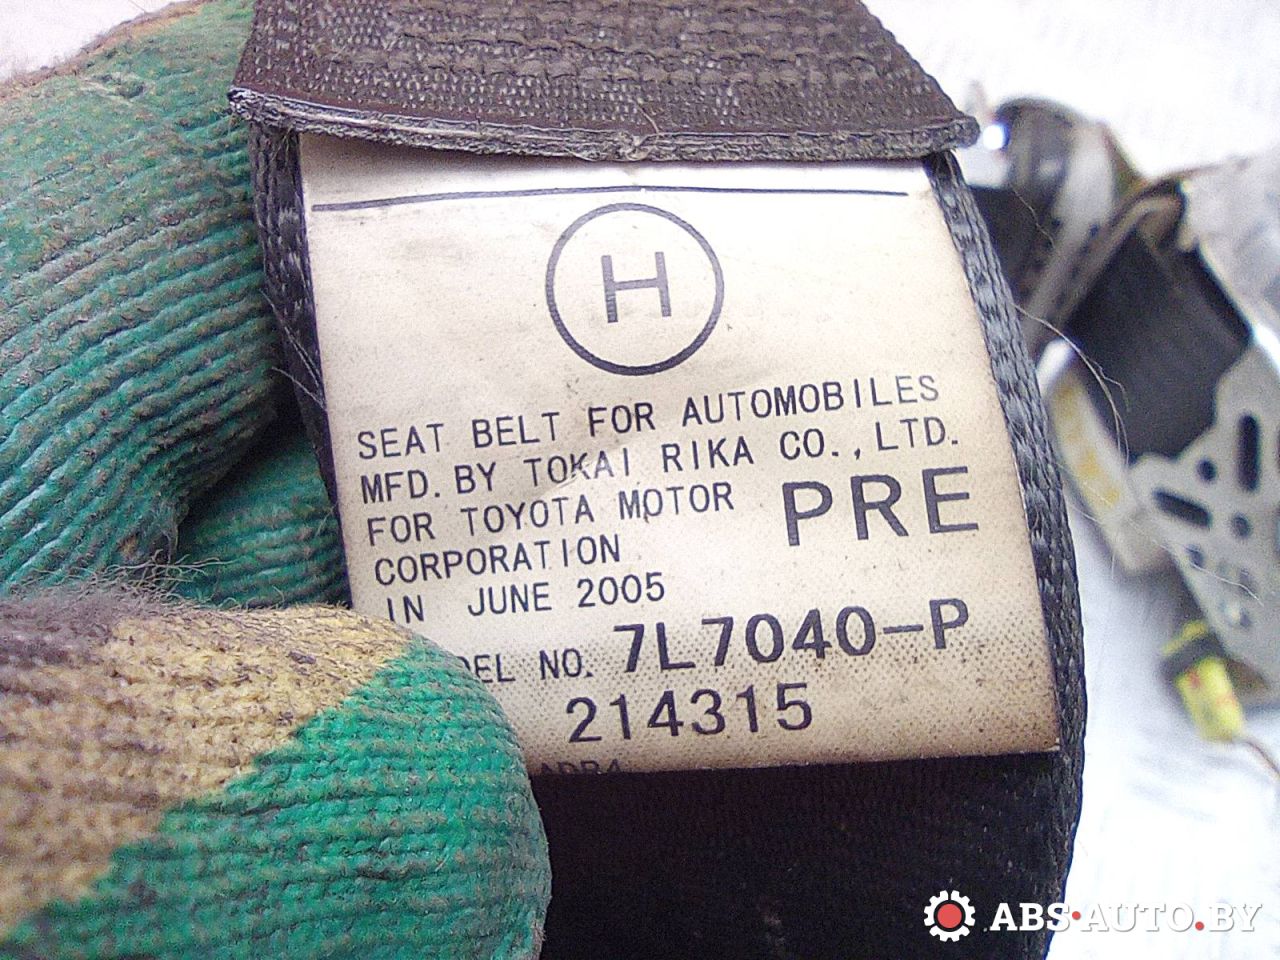 H
SEAT BELT FOR AUTOMOBILES
MFD. BY TOKAI RIKA CO., LTD.
FOR TOYOTA MOTOR PRE
CORPORATION
IN JUNE 2005
DEL NO. 7L7040-P
214315
ABS·AUTO.BY